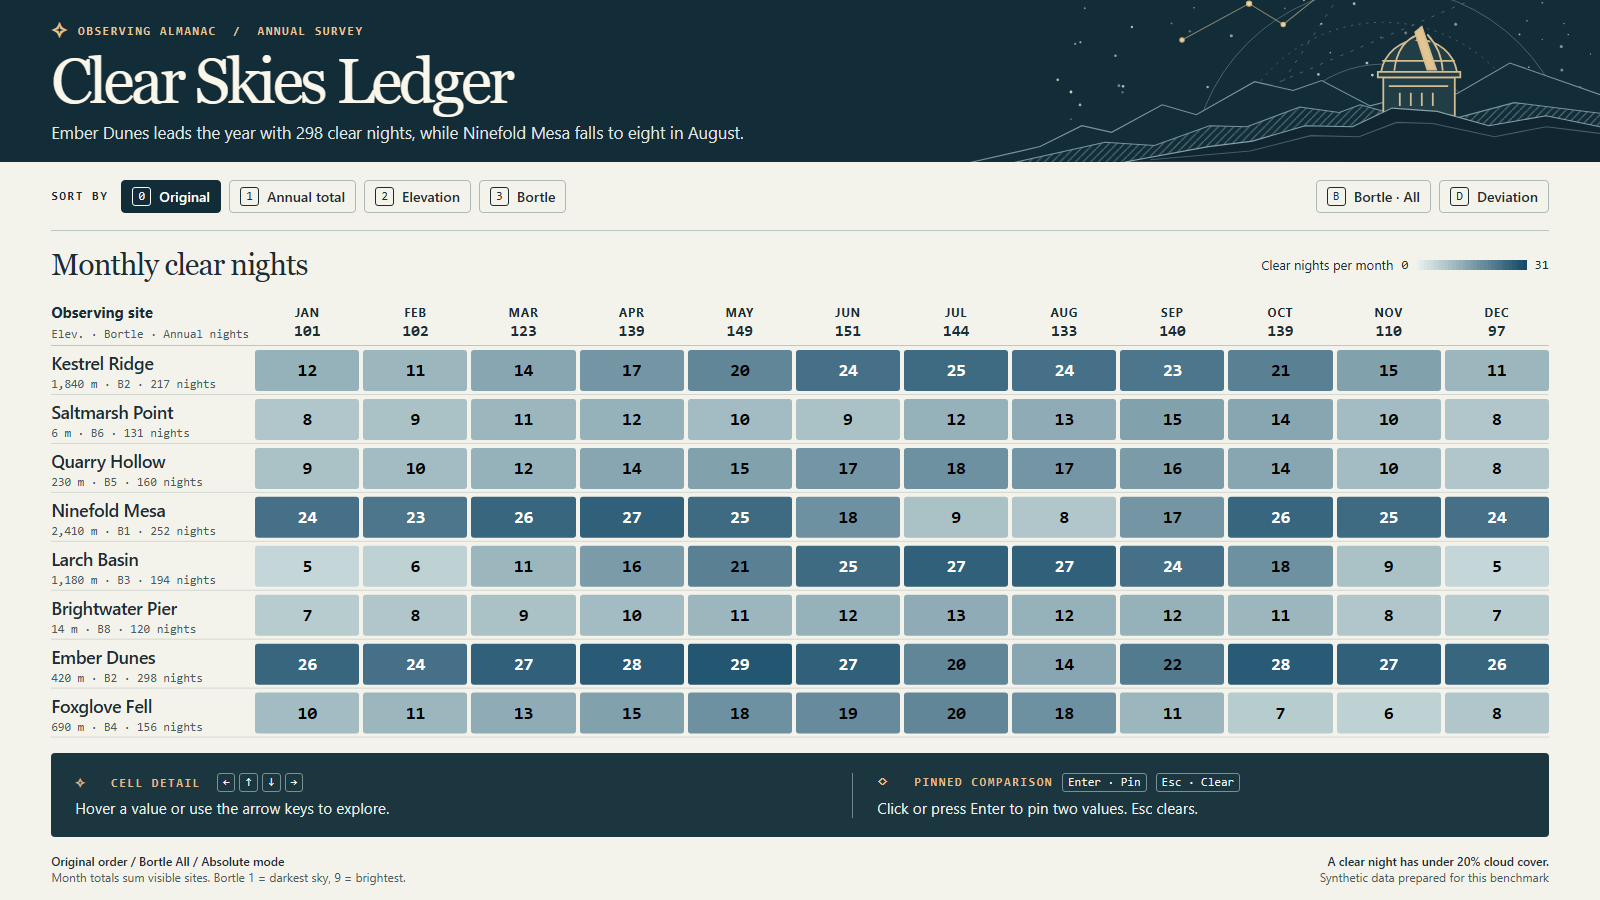 OBSERVING ALMANAC / ANNUAL SURVEY
Clear Skies Ledger
Ember Dunes leads the year with 298 clear nights, while Ninefold Mesa falls to eight in August.
SORT BY 0 Original 1 Annual total 2 Elevation 3 Bortle B Bortle · All D Deviation
Monthly clear nights
Clear nights per month 0 31
Observing site JAN FEB MAR APR MAY JUN JUL AUG SEP OCT NOV DEC
Elev. · Bortle · Annual nights 101 102 123 139 149 151 144 133 140 139 110 97
Kestrel Ridge 12 11 14 17 20 24 25 24 23 21 15 11
1,840 m · B2 · 217 nights
Saltmarsh Point 8 9 11 12 10 9 12 13 15 14 10 8
6 m · B6 · 131 nights
Quarry Hollow 9 10 12 14 15 17 18 17 16 14 10 8
230 m · B5 · 160 nights
Ninefold Mesa 24 23 26 27 25 18 9 8 17 26 25 24
2,410 m · B1 · 252 nights
Larch Basin 5 6 11 16 21 25 27 27 24 18 9 5
1,180 m · B3 · 194 nights
Brightwater Pier 7 8 9 10 11 12 13 12 12 11 8 7
14 m · B8 · 120 nights
Ember Dunes 26 24 27 28 29 27 20 14 22 28 27 26
420 m · B2 · 298 nights
Foxglove Fell 10 11 13 15 18 19 20 18 11 7 6 8
690 m · B4 · 156 nights
CELL DETAIL ← ↑ ↓ →
Hover a value or use the arrow keys to explore.
PINNED COMPARISON Enter · Pin Esc · Clear
Click or press Enter to pin two values. Esc clears.
Original order / Bortle All / Absolute mode
Month totals sum visible sites. Bortle 1 = darkest sky, 9 = brightest.
A clear night has under 20% cloud cover.
Synthetic data prepared for this benchmark